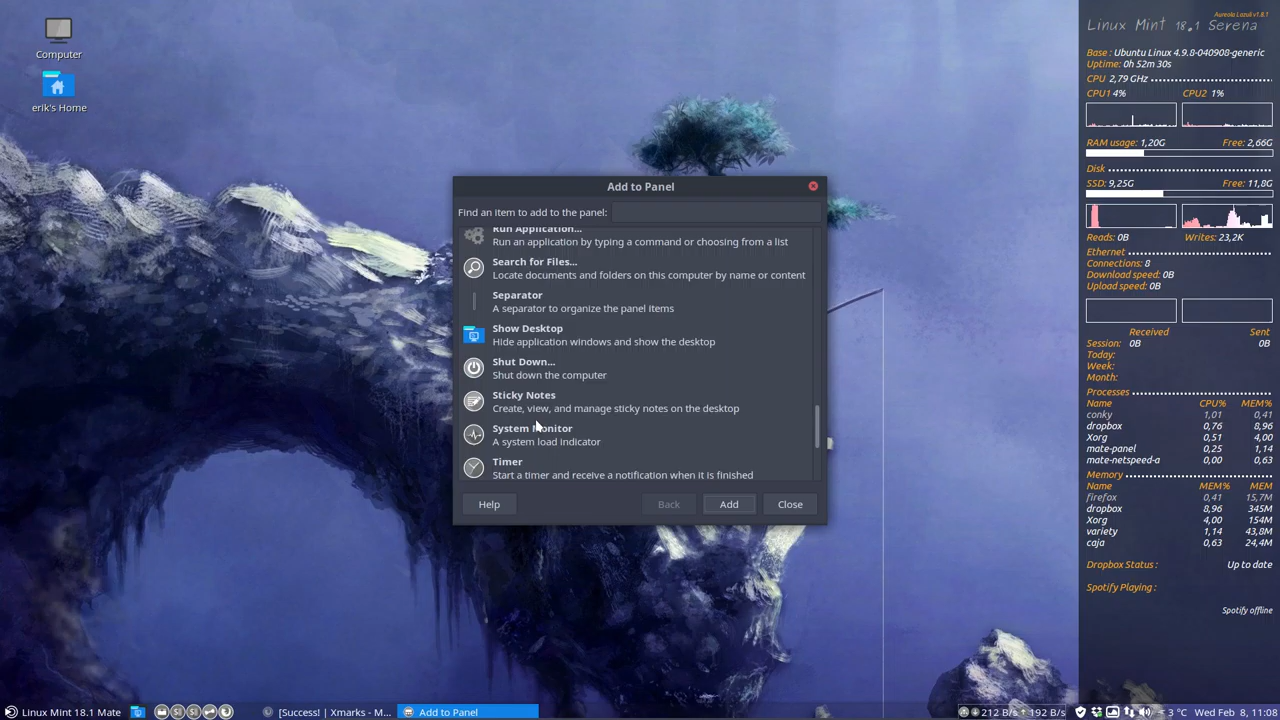 Computer
erik's Home
Add to Panel
Find an item to add to the panel:
Run Application...
Run an application by typing a command or choosing from a list
Search for Files...
Locate documents and folders on this computer by name or content
Separator
A separator to organize the panel items
Show Desktop
Hide application windows and show the desktop
Shut Down...
Shut down the computer
Sticky Notes
Create, view, and manage sticky notes on the desktop
System Monitor
A system load indicator
Timer
Start a timer and receive a notification when it is finished
Help Back Add Close
Aureola Lazuli v1.8.1
Linux Mint 18.1 Serena
Base : Ubuntu Linux 4.9.8-040908-generic
Uptime: 0h 52m 30s
CPU 2,79 GHz
CPU1 4% CPU2 1%
RAM usage: 1,20G Free: 2,66G
Disk
SSD: 9,25G Free: 11,8G
Reads: 0B Writes: 23,2K
Ethernet
Connections: 8
Download speed: 0B
Upload speed: 0B
Received Sent
Session: 0B 0B
Today:
Week:
Month:
Processes
Name CPU% MEM%
conky 1,01 0,41
dropbox 0,76 8,96
Xorg 0,51 4,00
mate-panel 0,25 1,14
mate-netspeed-a 0,00 0,63
Memory
Name MEM% MEM
firefox 0,41 15,7M
dropbox 8,96 345M
Xorg 4,00 154M
variety 1,14 43,8M
caja 0,63 24,4M
Dropbox Status : Up to date
Spotify Playing :
Spotify offline
Linux Mint 18.1 Mate [Success! | Xmarks - M... Add to Panel 212 B/s 192 B/s 3 °C Wed Feb 8, 11:08